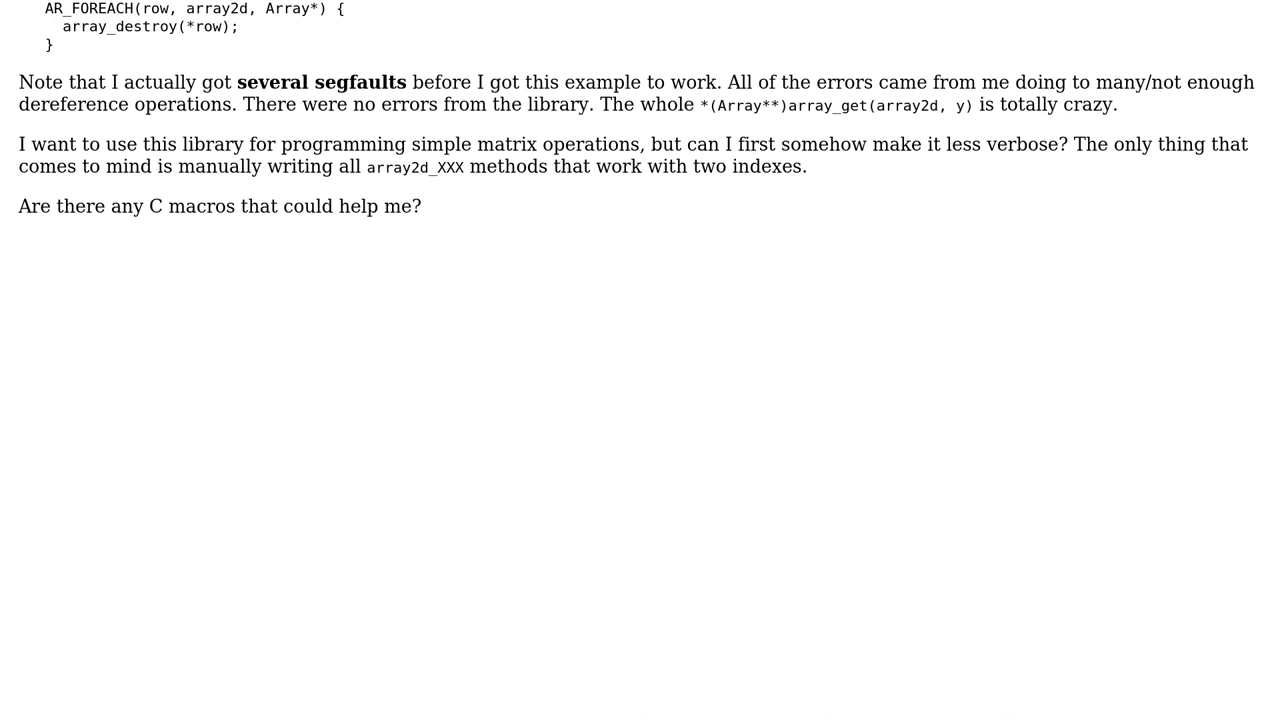 AR_FOREACH(row, array2d, Array*) {
array_destroy(*row);
}
Note that I actually got several segfaults before I got this example to work. All of the errors came from me doing to many/not enough
dereference operations. There were no errors from the library. The whole *(Array**)array_get(array2d, y) is totally crazy.
I want to use this library for programming simple matrix operations, but can I first somehow make it less verbose? The only thing that
comes to mind is manually writing all array2d_XXX methods that work with two indexes.
Are there any C macros that could help me?